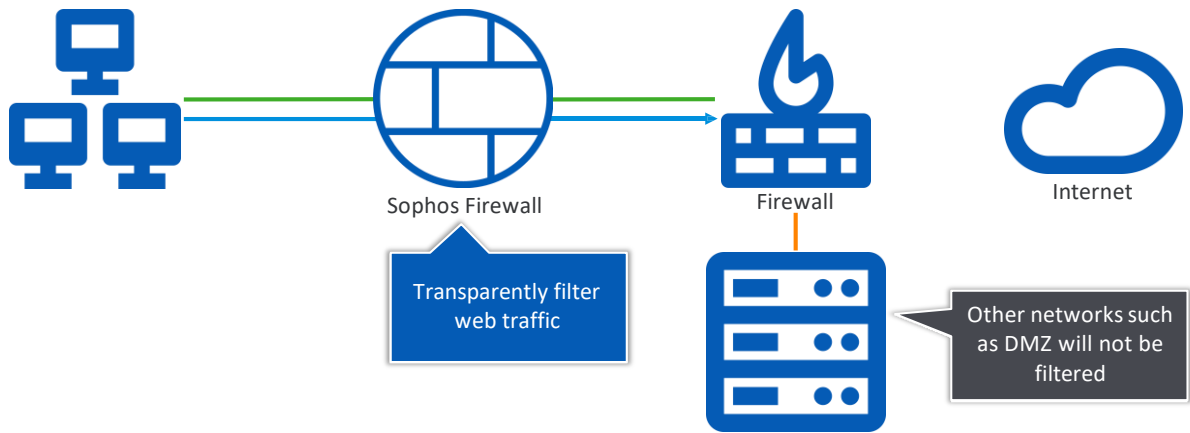 Sophos Firewall
Firewall
Internet
Transparently filter
web traffic
Other networks such
as DMZ will not be
filtered